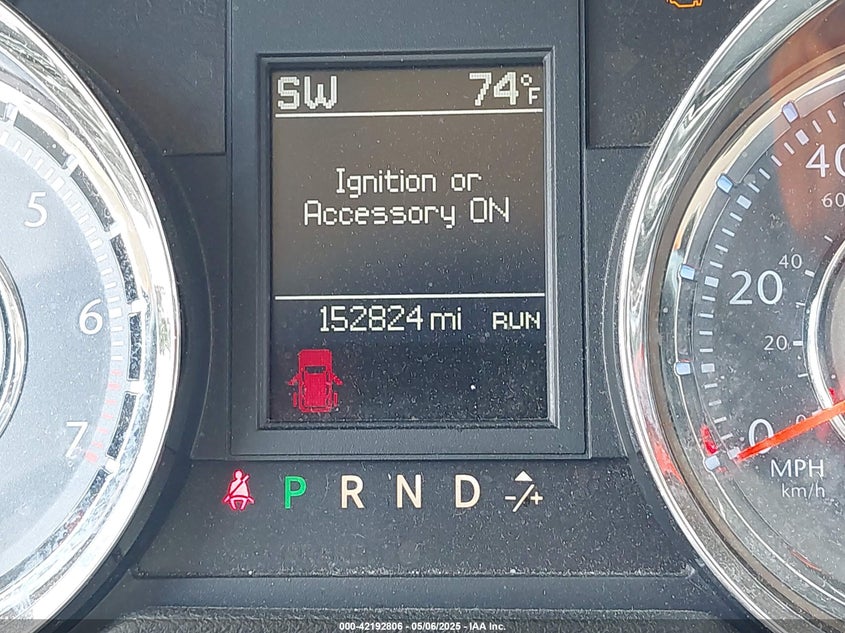 SW 74°F
Ignition or
Accessory ON
152824 mi RUN
5
6
7
40
60
40
20
20
0
0
MPH
km/h
P R N D -/+
000-42192806 - 05/06/2025 - IAA Inc.